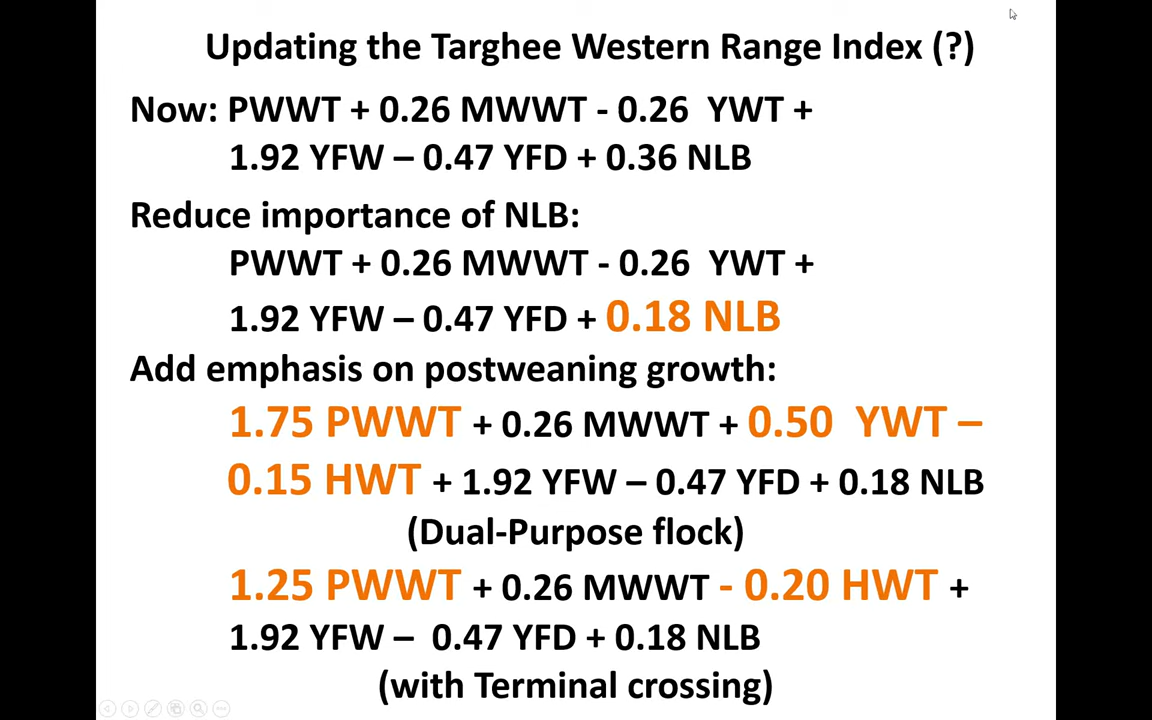 Updating the Targhee Western Range Index (?)
Now: PWWT + 0.26 MWWT - 0.26 YWT +
1.92 YFW – 0.47 YFD + 0.36 NLB
Reduce importance of NLB:
PWWT + 0.26 MWWT - 0.26 YWT +
1.92 YFW – 0.47 YFD + 0.18 NLB
Add emphasis on postweaning growth:
1.75 PWWT + 0.26 MWWT + 0.50 YWT –
0.15 HWT + 1.92 YFW – 0.47 YFD + 0.18 NLB
(Dual-Purpose flock)
1.25 PWWT + 0.26 MWWT - 0.20 HWT +
1.92 YFW – 0.47 YFD + 0.18 NLB
(with Terminal crossing)